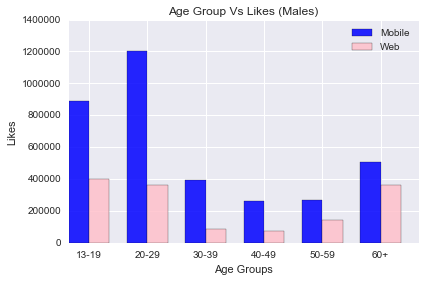 Age Group Vs Likes (Males)
1400000
1200000
1000000
800000
600000
400000
200000
0
Likes
Mobile
Web
13-19 20-29 30-39 40-49 50-59 60+
Age Groups